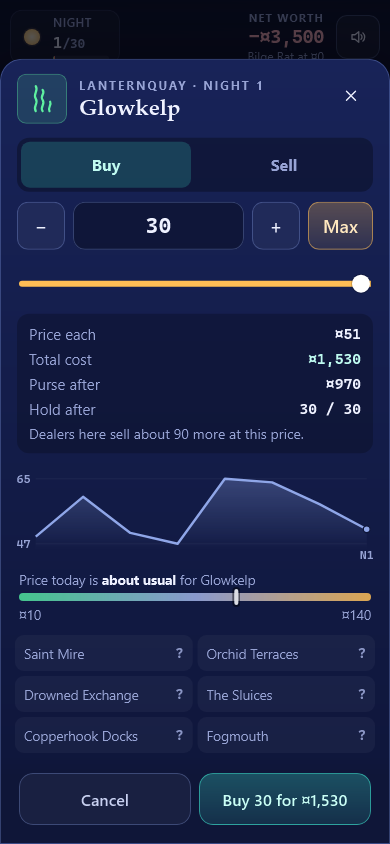 NIGHT
1/30
NET WORTH
−¤3,500
Bilge Rat at ¤0
LANTERNQUAY · NIGHT 1
Glowkelp
×
Buy
Sell
−
30
+
Max
Price each ¤51
Total cost ¤1,530
Purse after ¤970
Hold after 30 / 30
Dealers here sell about 90 more at this price.
65
47
N1
Price today is about usual for Glowkelp
¤10 ¤140
Saint Mire ? Orchid Terraces ?
Drowned Exchange ? The Sluices ?
Copperhook Docks ? Fogmouth ?
Cancel
Buy 30 for ¤1,530